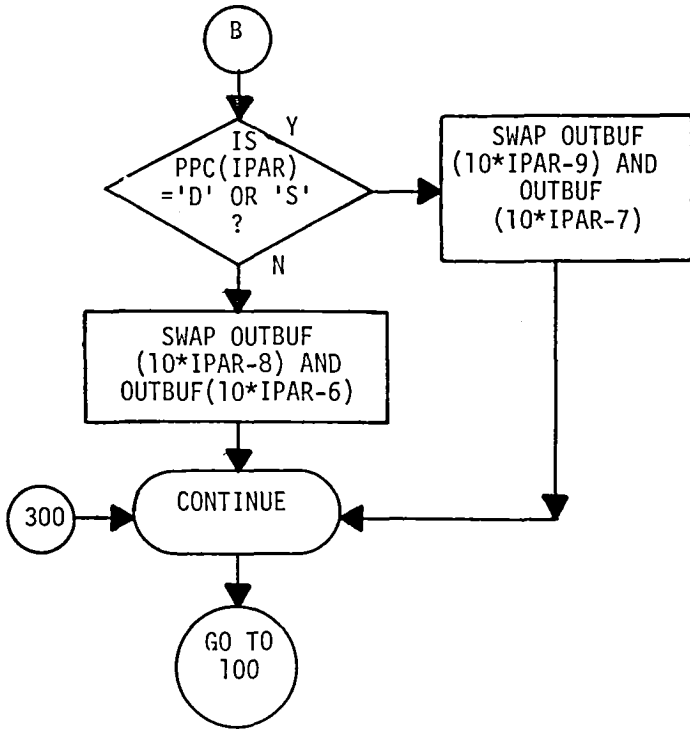 B
IS
PPC(IPAR)
='D' OR 'S'
?
Y
N
SWAP OUTBUF
(10*IPAR-9) AND
OUTBUF
(10*IPAR-7)
SWAP OUTBUF
(10*IPAR-8) AND
OUTBUF(10*IPAR-6)
300
CONTINUE
GO TO
100